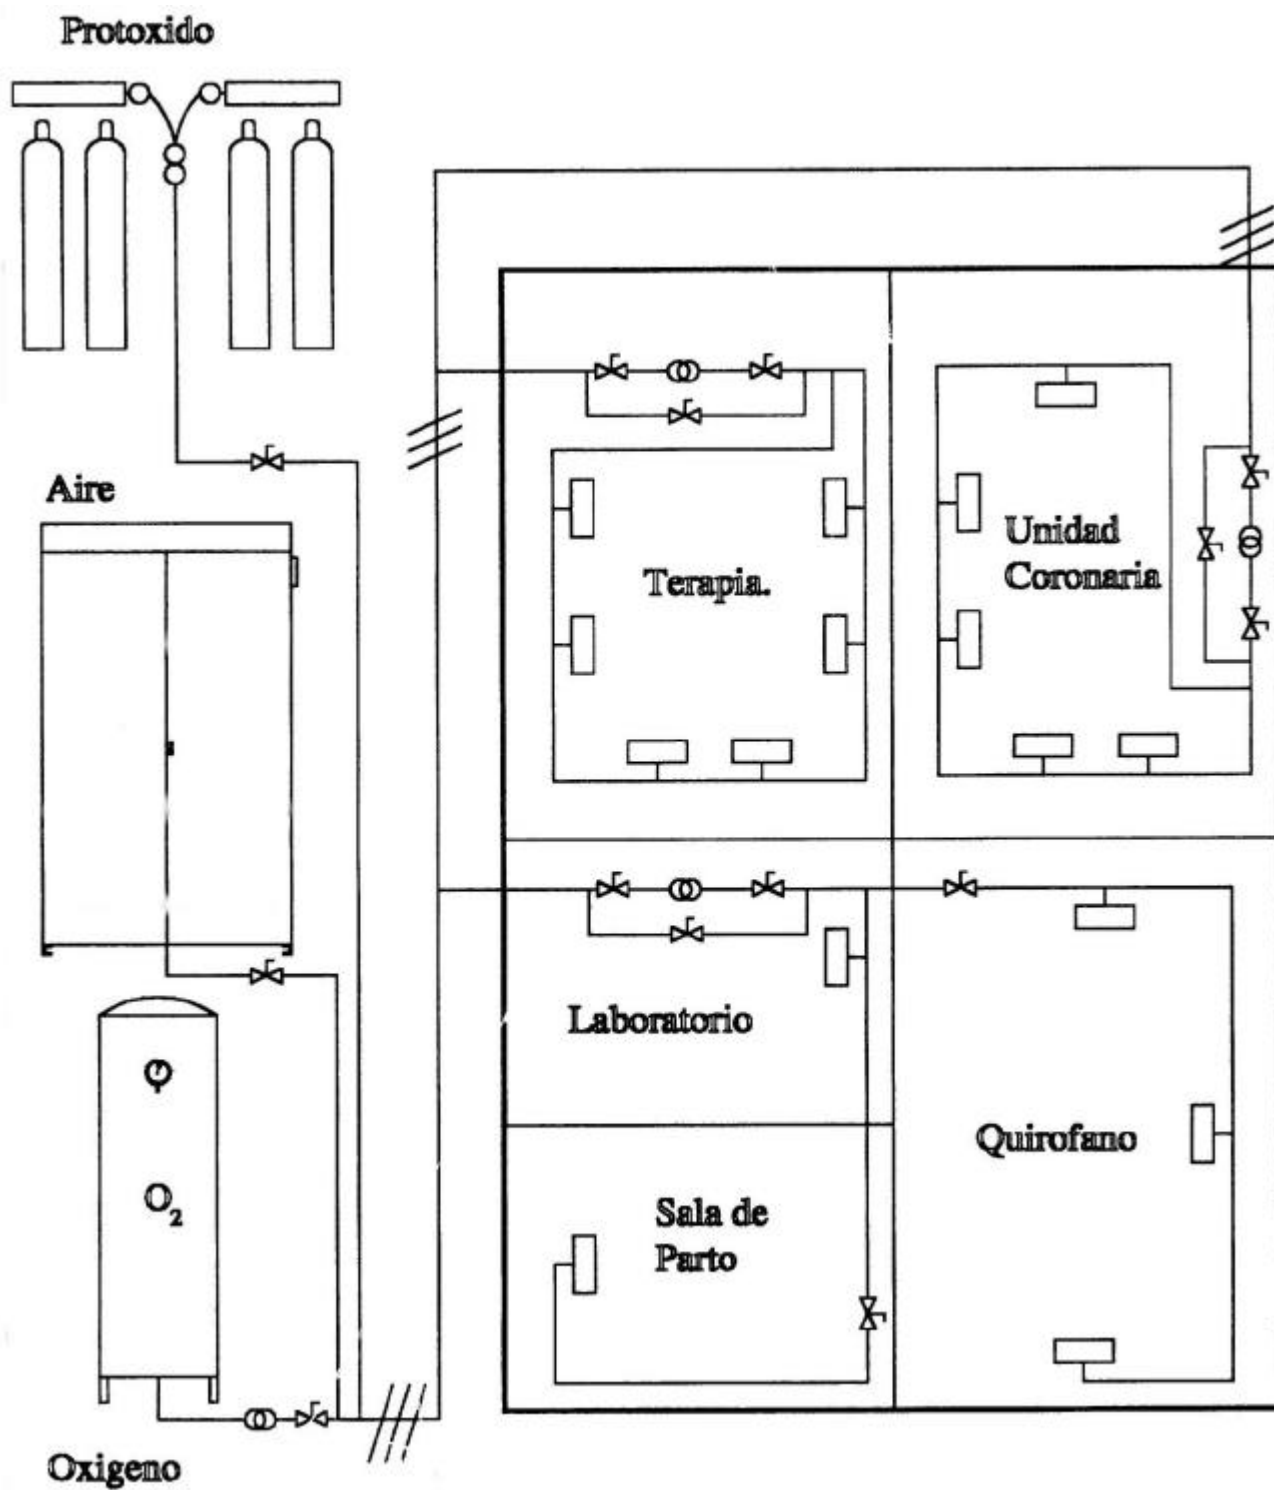 Protoxido
Aire
Terapia.
Unidad
Coronaria
Laboratorio
O₂
Quirofano
Sala de
Parto
Oxigeno